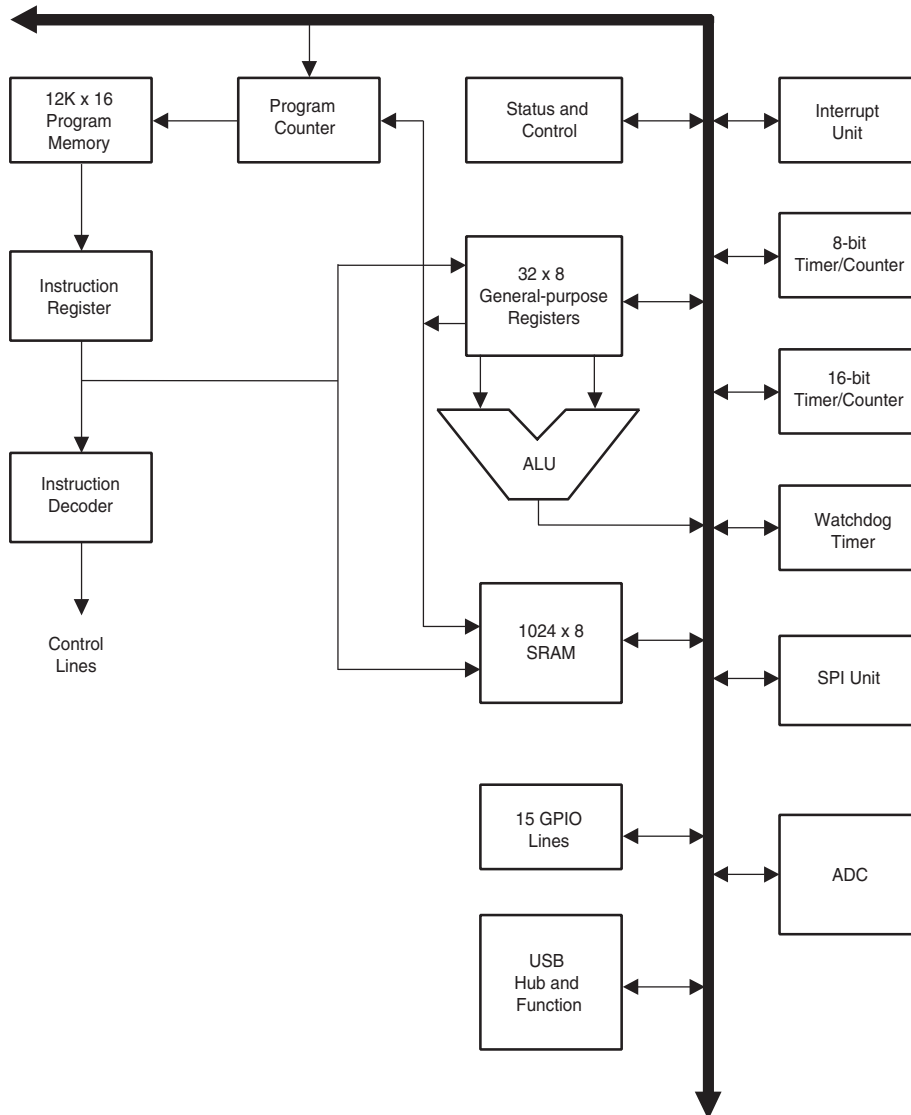 12K x 16
Program
Memory
Program
Counter
Status and
Control
Interrupt
Unit
Instruction
Register
32 x 8
General-purpose
Registers
8-bit
Timer/Counter
16-bit
Timer/Counter
ALU
Instruction
Decoder
Watchdog
Timer
Control
Lines
1024 x 8
SRAM
SPI Unit
15 GPIO
Lines
ADC
USB
Hub and
Function